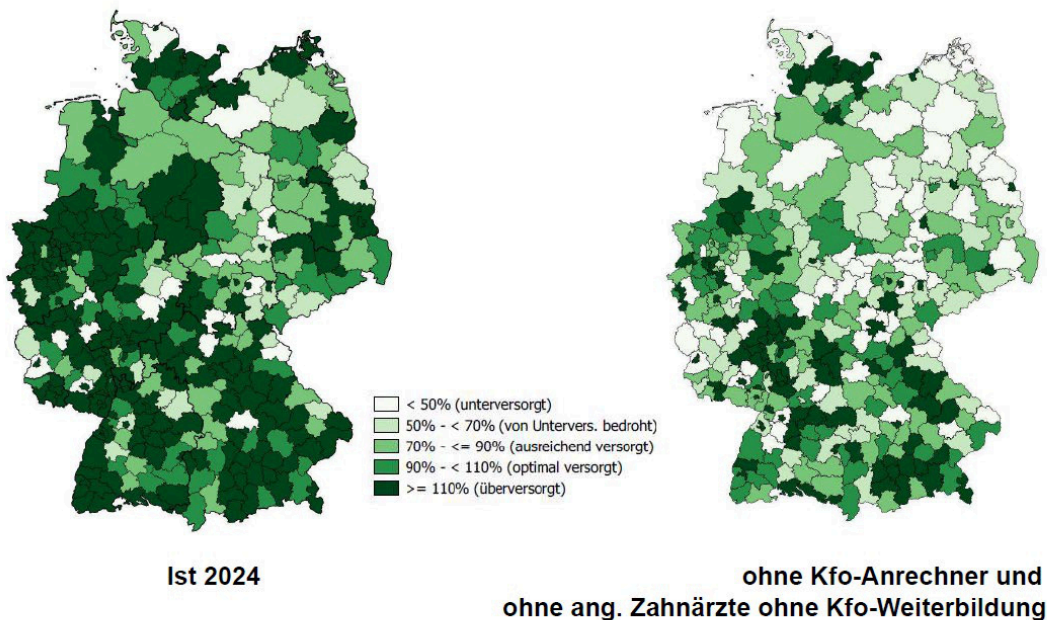 < 50% (unterversorgt)
50% - < 70% (von Untervers. bedroht)
70% - <= 90% (ausreichend versorgt)
90% - < 110% (optimal versorgt)
>= 110% (überversorgt)
Ist 2024
ohne Kfo-Anrechner und
ohne ang. Zahnärzte ohne Kfo-Weiterbildung